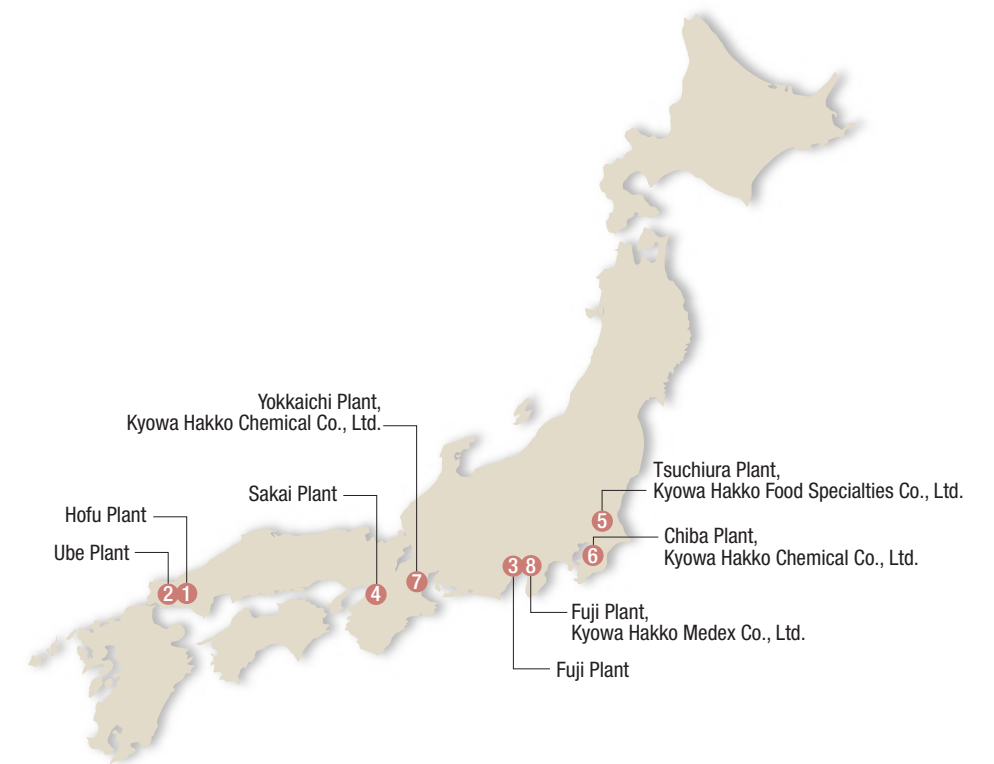 Yokkaichi Plant,
Kyowa Hakko Chemical Co., Ltd.
Sakai Plant
Hofu Plant
Ube Plant
Tsuchiura Plant,
Kyowa Hakko Food Specialties Co., Ltd.
5
Chiba Plant,
Kyowa Hakko Chemical Co., Ltd.
6
3 8
7
2 1
4
Fuji Plant,
Kyowa Hakko Medex Co., Ltd.
Fuji Plant